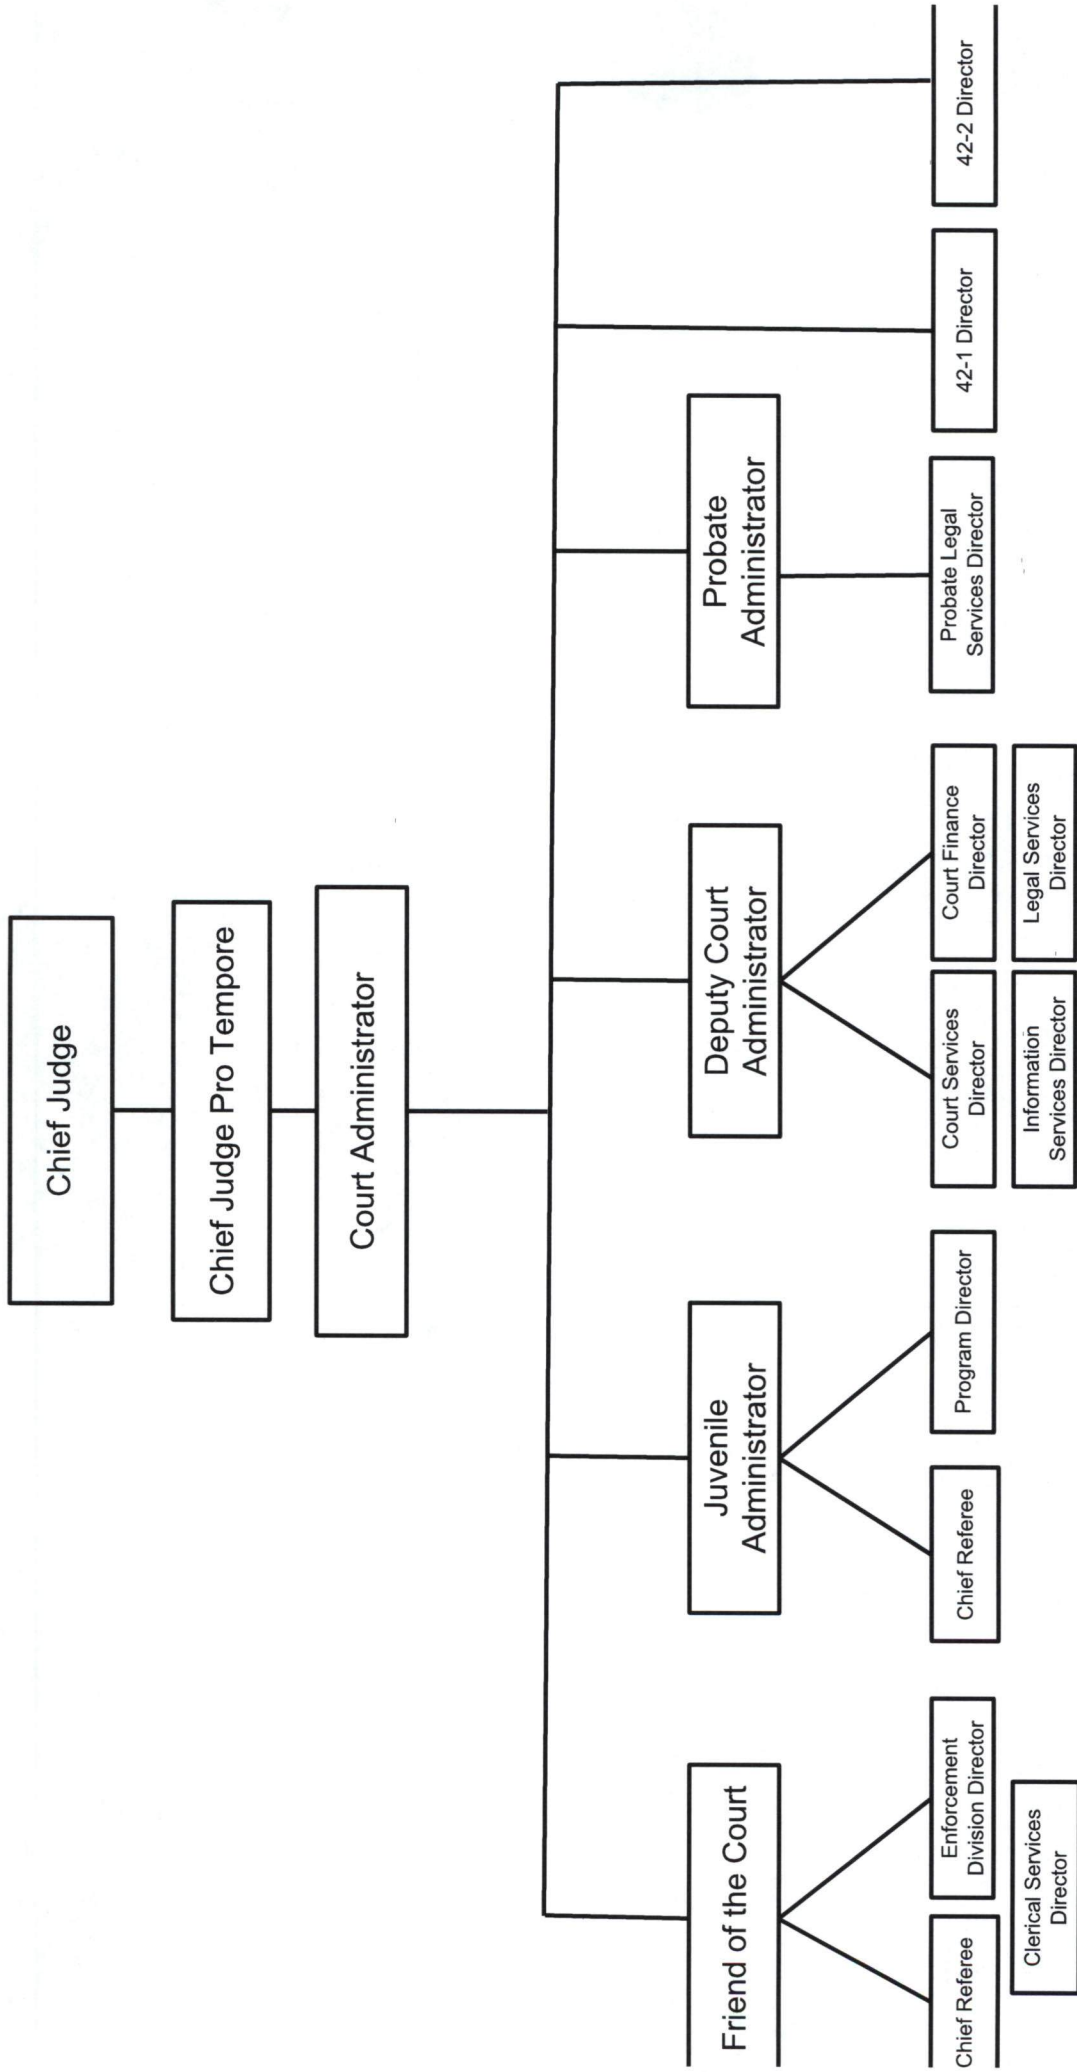 Chief Judge
Chief Judge Pro Tempore
Court Administrator
Friend of the Court
Juvenile
Administrator
Deputy Court
Administrator
Probate
Administrator
Chief Referee
Enforcement
Division Director
Clerical Services
Director
Chief Referee
Program Director
Court Services
Director
Court Finance
Director
Information
Services Director
Legal Services
Director
Probate Legal
Services Director
42-1 Director
42-2 Director